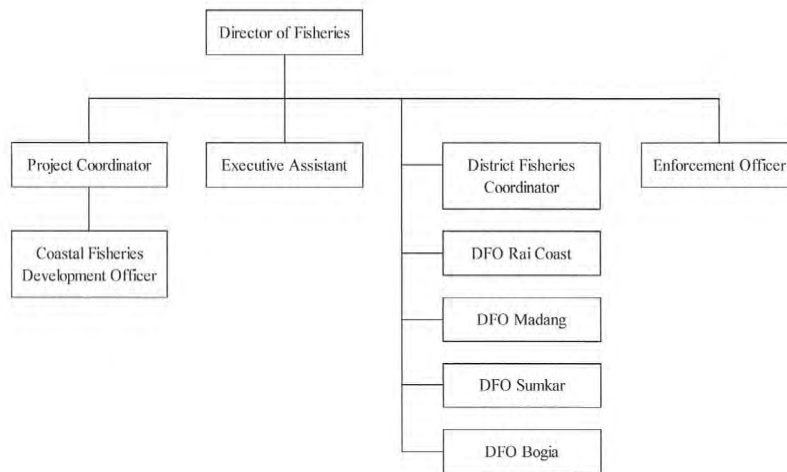 Director of Fisheries
Project Coordinator
Executive Assistant
District Fisheries
Coordinator
Enforcement Officer
Coastal Fisheries
Development Officer
DFO Rai Coast
DFO Madang
DFO Sumkar
DFO Bogia